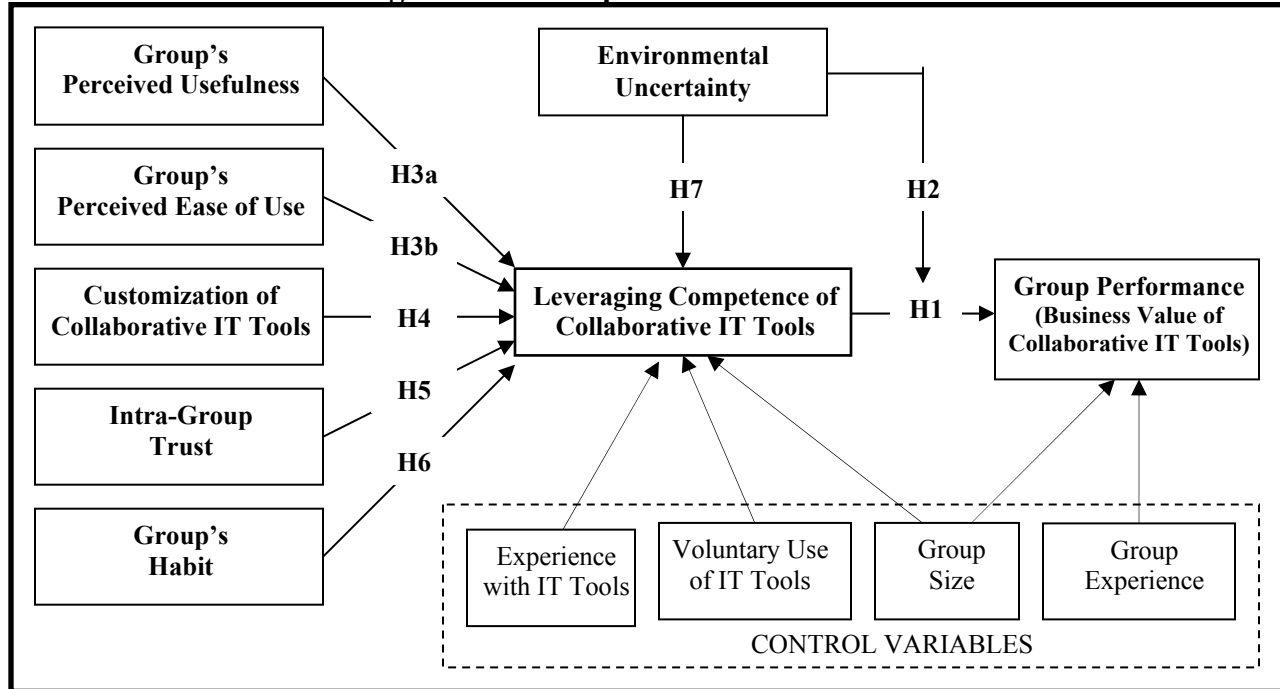 Group's
Perceived Usefulness
Environmental
Uncertainty
H3a
H7
H2
Group's
Perceived Ease of Use
H3b
Customization of
Collaborative IT Tools
H4
Leveraging Competence of
Collaborative IT Tools
H1
Group Performance
(Business Value of
Collaborative IT Tools)
Intra-Group
Trust
H5
H6
Group's
Habit
Experience
with IT Tools
Voluntary Use
of IT Tools
Group
Size
Group
Experience
CONTROL VARIABLES